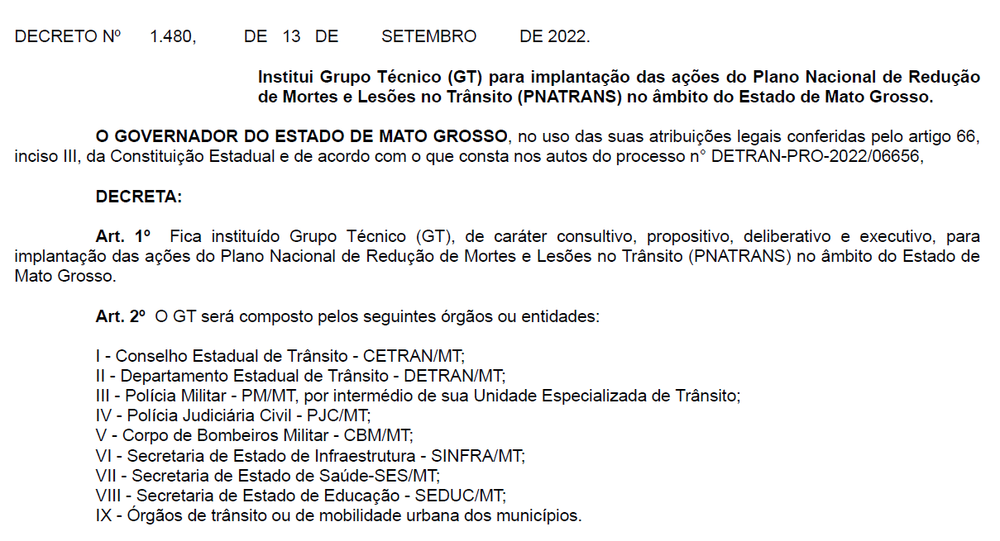 DECRETO Nº 1.480, DE 13 DE SETEMBRO DE 2022.
Institui Grupo Técnico (GT) para implantação das ações do Plano Nacional de Redução
de Mortes e Lesões no Trânsito (PNATRANS) no âmbito do Estado de Mato Grosso.
O GOVERNADOR DO ESTADO DE MATO GROSSO, no uso das suas atribuições legais conferidas pelo artigo 66,
inciso III, da Constituição Estadual e de acordo com o que consta nos autos do processo n° DETRAN-PRO-2022/06656,
DECRETA:
Art. 1º Fica instituído Grupo Técnico (GT), de caráter consultivo, propositivo, deliberativo e executivo, para
implantação das ações do Plano Nacional de Redução de Mortes e Lesões no Trânsito (PNATRANS) no âmbito do Estado de
Mato Grosso.
Art. 2º O GT será composto pelos seguintes órgãos ou entidades:
I - Conselho Estadual de Trânsito - CETRAN/MT;
II - Departamento Estadual de Trânsito - DETRAN/MT;
III - Polícia Militar - PM/MT, por intermédio de sua Unidade Especializada de Trânsito;
IV - Polícia Judiciária Civil - PJC/MT;
V - Corpo de Bombeiros Militar - CBM/MT;
VI - Secretaria de Estado de Infraestrutura - SINFRA/MT;
VII - Secretaria de Estado de Saúde-SES/MT;
VIII - Secretaria de Estado de Educação - SEDUC/MT;
IX - Órgãos de trânsito ou de mobilidade urbana dos municípios.